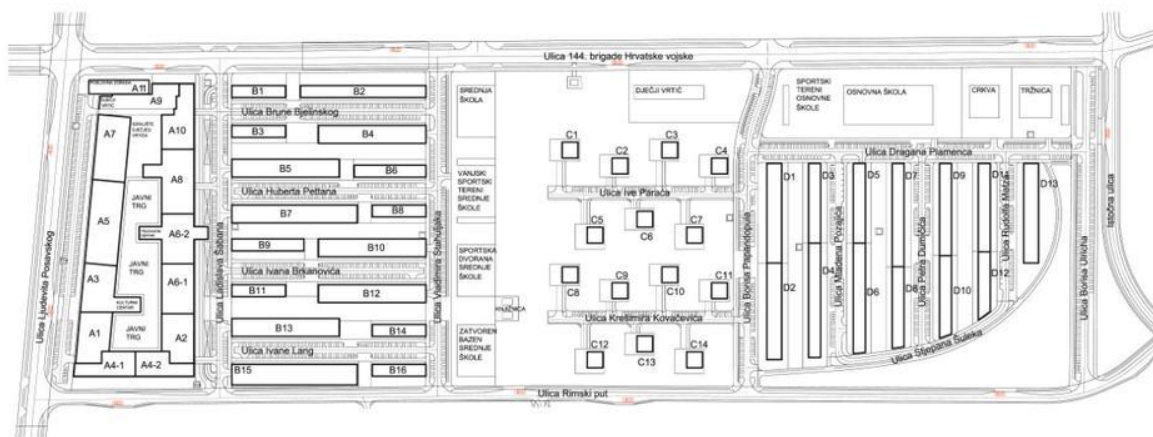 Ulica 144. brigade Hrvatske vojske
A11
A9
A7
A10
A8
A5
A6-2
A3
A6-1
A1
A2
A4-1
A4-2
JAVNI
TRG
JAVNI
TRG
JAVNI
TRG
KULTURNI
CENTAR
Ulica Ljudevita Posavskog
Ulica Ladislava Šabana
B1
B2
Ulica Brune Bjelinskog
B3
B4
B5
B6
Ulica Huberta Pettana
B7
B8
B9
B10
Ulica Ivana Brkanovića
B11
B12
B13
B14
Ulica Ivane Lang
B15
B16
Ulica Vladimira Stahuljaka
SREDNJA
ŠKOLA
VANJSKI
SPORTSKI
TERENI
SREDNJE
ŠKOLE
SPORTSKA
DVORANA
SREDNJE
ŠKOLE
KNJIŽNICA
ZATVOREN
BAZEN
SREDNJE
ŠKOLE
DJEČJI VRTIĆ
C1
C2
C3
C4
Ulica Ive Paraća
C5
C6
C7
C8
C9
C10
C11
Ulica Krešimira Kovačevića
C12
C13
C14
Ulica Rimski put
Ulica Borisa Papandopula
SPORTSKI
TERENI
OSNOVNE
ŠKOLE
OSNOVNA ŠKOLA
CRKVA
TRŽNICA
Ulica Dragana Plamenca
D1
D3
D5
D7
D9
D11
D13
D2
D4
D6
D8
D10
D12
Ulica Mladena Pozajića
Ulica Petra Dumičića
Ulica Rudolfa Matza
Ulica Stjepana Šuleka
Ulica Borisa Ulricha
Istočna ulica